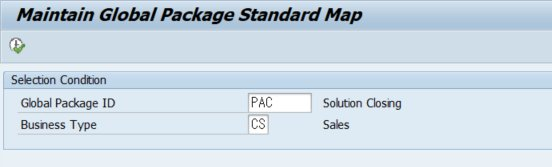 Maintain Global Package Standard Map
Selection Condition
Global Package ID PAC Solution Closing
Business Type CS Sales